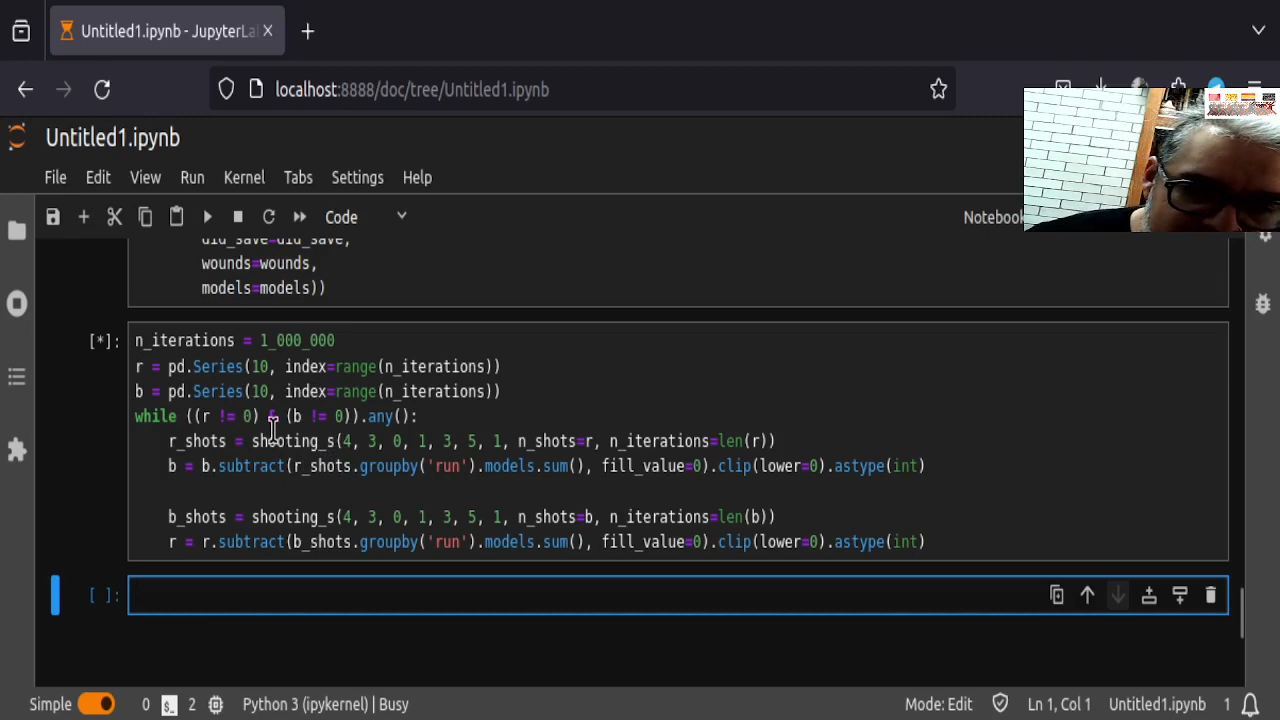 Untitled1.ipynb - JupyterLa
localhost:8888/doc/tree/Untitled1.ipynb
Untitled1.ipynb
File Edit View Run Kernel Tabs Settings Help
Code
Notebook
did_save=did_save,
wounds=wounds,
models=models))
[*]:
n_iterations = 1_000_000
r = pd.Series(10, index=range(n_iterations))
b = pd.Series(10, index=range(n_iterations))
while ((r != 0) & (b != 0)).any():
    r_shots = shooting_s(4, 3, 0, 1, 3, 5, 1, n_shots=r, n_iterations=len(r))
    b = b.subtract(r_shots.groupby('run').models.sum(), fill_value=0).clip(lower=0).astype(int)
    b_shots = shooting_s(4, 3, 0, 1, 3, 5, 1, n_shots=b, n_iterations=len(b))
    r = r.subtract(b_shots.groupby('run').models.sum(), fill_value=0).clip(lower=0).astype(int)
[ ]:
Simple 0 $_ 2 Python 3 (ipykernel) | Busy Mode: Edit Ln 1, Col 1 Untitled1.ipynb 1